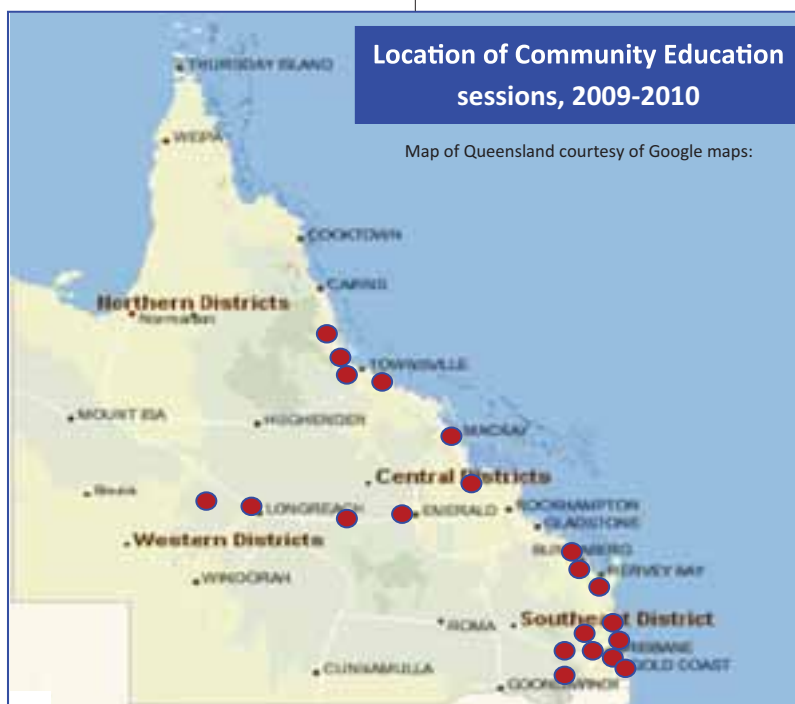 Location of Community Education
sessions, 2009-2010
Map of Queensland courtesy of Google maps:
THURSDAY ISLAND
WEIPA
COOKTOWN
CAIRNS
Northern Districts
Normanton
TOWNSVILLE
MOUNT ISA
HUGHENDEN
MACKAY
Central Districts
LONGREACH
EMERALD
ROCKHAMPTON
GLADSTONE
Western Districts
HERVEY BAY
WINDORAH
Southeast District
ROMA
BRISBANE
GOLD COAST
CUNNAMULLA